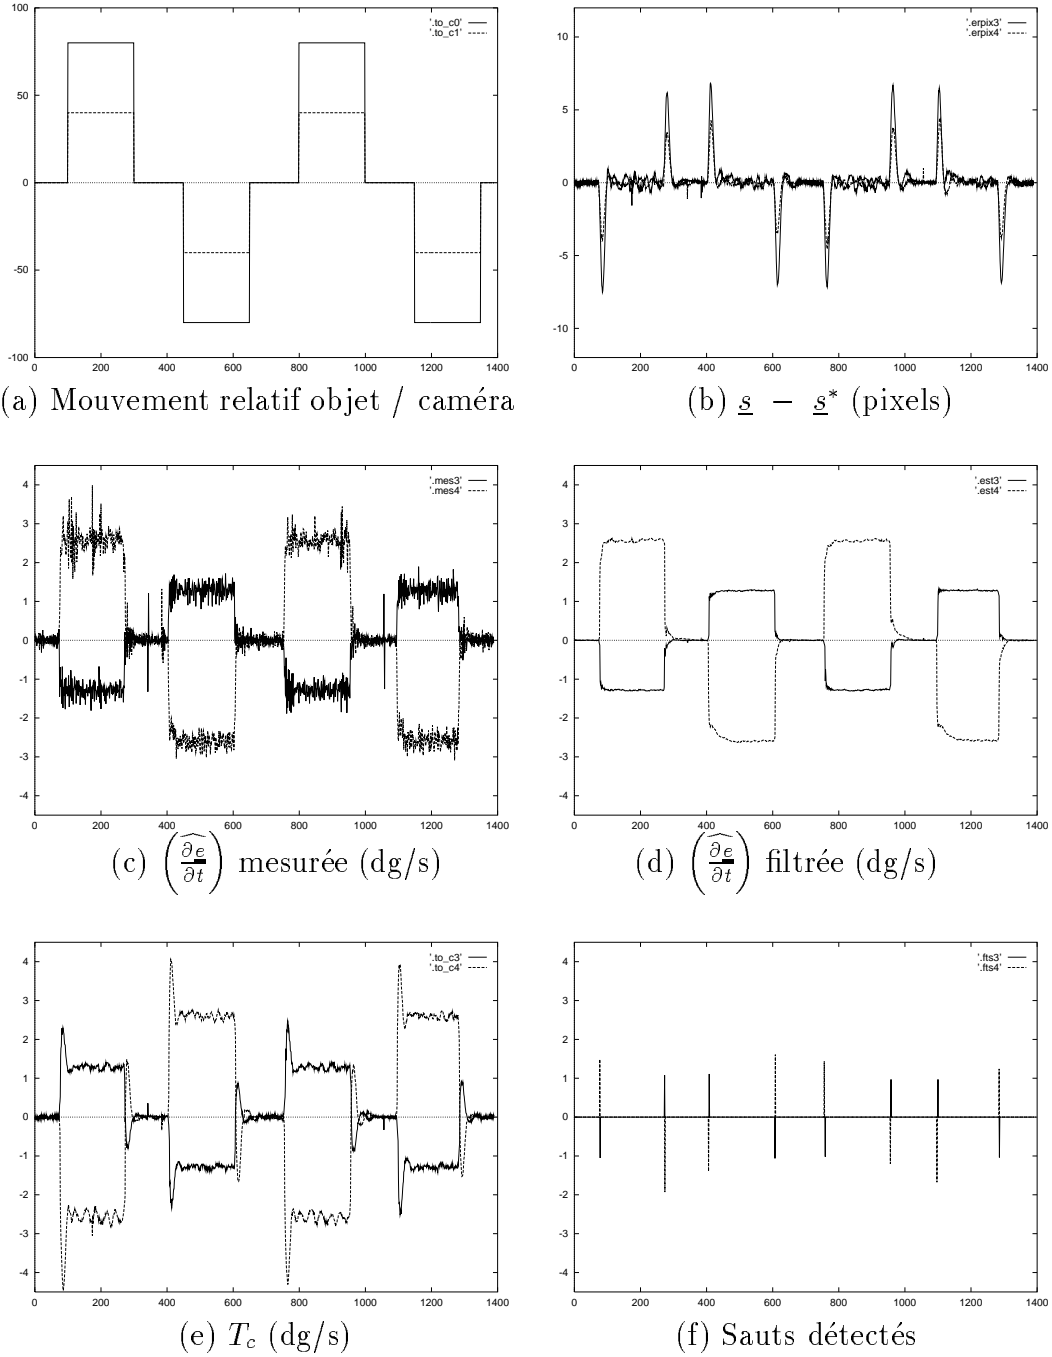 100
50
0
-50
-100
0 200 400 600 800 1000 1200 1400
'.to_c0'
'.to_c1'
(a) Mouvement relatif objet / caméra
10
5
0
-5
-10
0 200 400 600 800 1000 1200 1400
'.erpix3'
'.erpix4'
(b) s − s* (pixels)
4
3
2
1
0
-1
-2
-3
-4
0 200 400 600 800 1000 1200 1400
'.mes3'
'.mes4'
(c) (∂e/∂t)^ mesurée (dg/s)
4
3
2
1
0
-1
-2
-3
-4
0 200 400 600 800 1000 1200 1400
'.est3'
'.est4'
(d) (∂e/∂t)^ filtrée (dg/s)
4
3
2
1
0
-1
-2
-3
-4
0 200 400 600 800 1000 1200 1400
'.to_c3'
'.to_c4'
(e) Tc (dg/s)
4
3
2
1
0
-1
-2
-3
-4
0 200 400 600 800 1000 1200 1400
'.fts3'
'.fts4'
(f) Sauts détectés